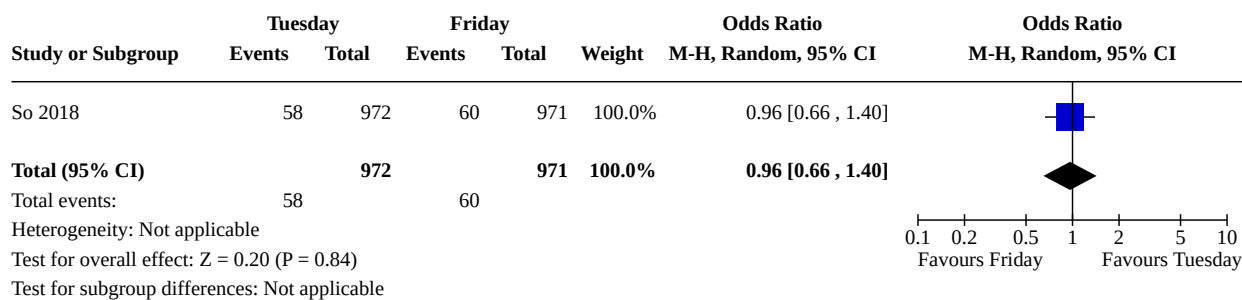 Tuesday Friday Odds Ratio Odds Ratio
Study or Subgroup Events Total Events Total Weight M-H, Random, 95% CI M-H, Random, 95% CI
So 2018 58 972 60 971 100.0% 0.96 [0.66 , 1.40]
Total (95% CI) 972 971 100.0% 0.96 [0.66 , 1.40]
Total events: 58 60
Heterogeneity: Not applicable
0.1 0.2 0.5 1 2 5 10
Test for overall effect: Z = 0.20 (P = 0.84) Favours Friday Favours Tuesday
Test for subgroup differences: Not applicable